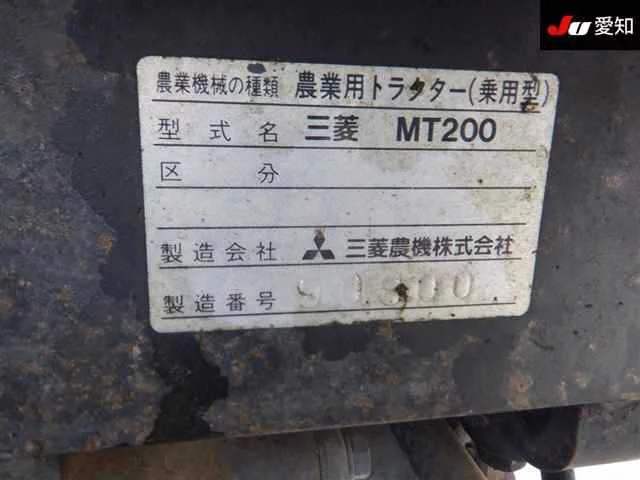 JU 愛知
農業機械の種類 農業用トラクター(乗用型)
型式名 三菱 MT200
区分
製造会社 三菱農機株式会社
製造番号